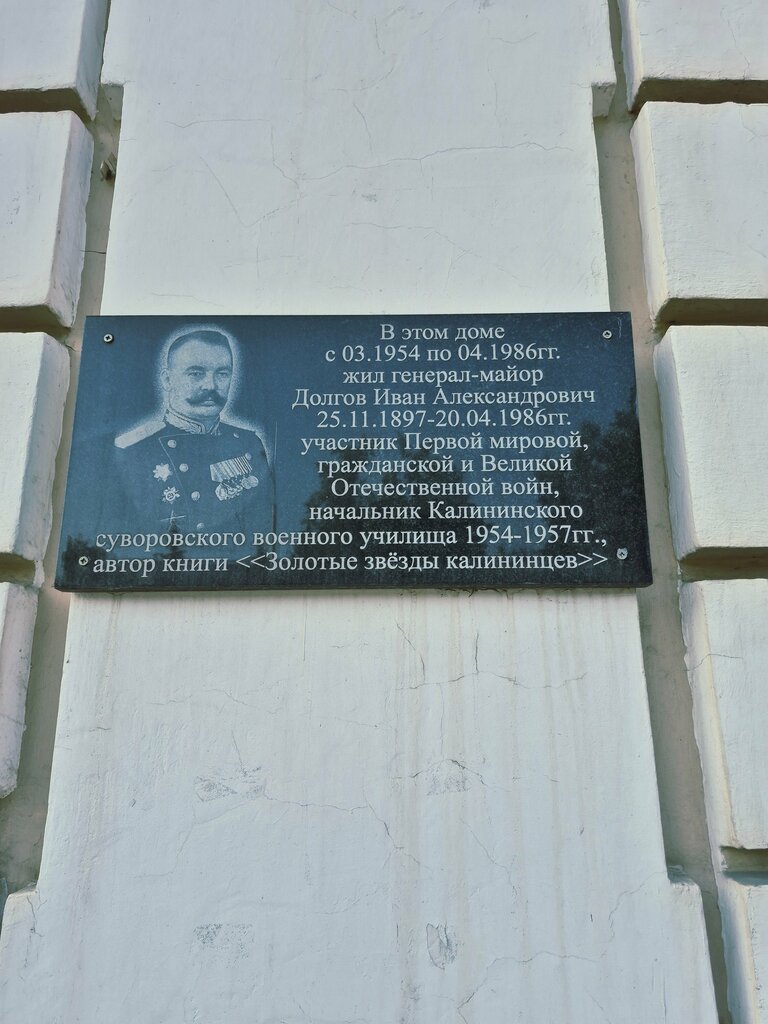 В этом доме
с 03.1954 по 04.1986гг.
жил генерал-майор
Долгов Иван Александрович
25.11.1897-20.04.1986гг.
участник Первой мировой,
гражданской и Великой
Отечественной войн,
начальник Калининского
суворовского военного училища 1954-1957гг.,
автор книги <<Золотые звёзды калининцев>>